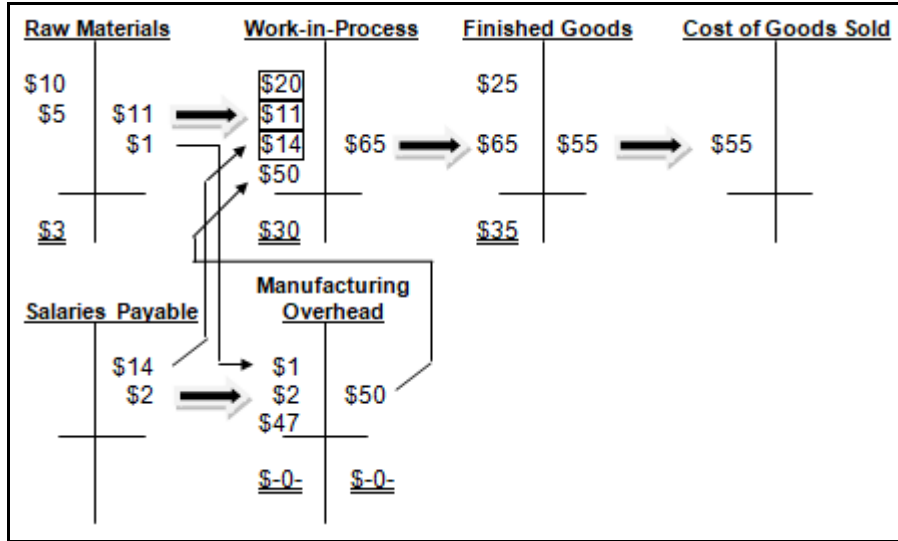 Raw Materials Work-in-Process Finished Goods Cost of Goods Sold
$10 $20 $25
$5 $11 $11
$1 $14 $65 $65 $55 $55
$50
$3 $30 $35
Manufacturing
Salaries Payable Overhead
$14 $1
$2 $2 $50
$47
$-0- $-0-